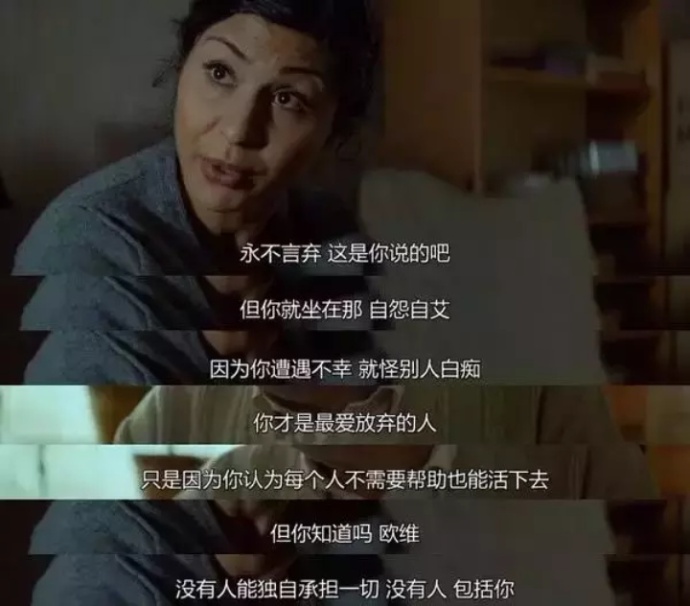 永不言弃 这是你说的吧
但你就坐在那 自怨自艾
因为你遭遇不幸 就怪别人白痴
你才是最爱放弃的人
只是因为你认为每个人不需要帮助也能活下去
但你知道吗 欧维
没有人能独自承担一切 没有人 包括你